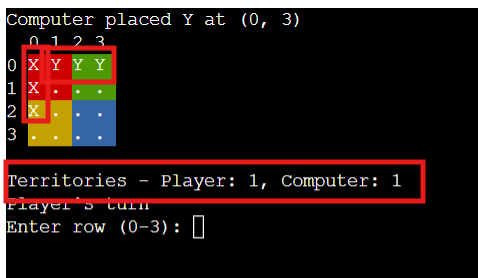 Computer placed Y at (0, 3)
0 1 2 3
0 X Y Y Y
1 X . . .
2 X . . .
3 . . . .
Territories - Player: 1, Computer: 1
Player's turn
Enter row (0-3):